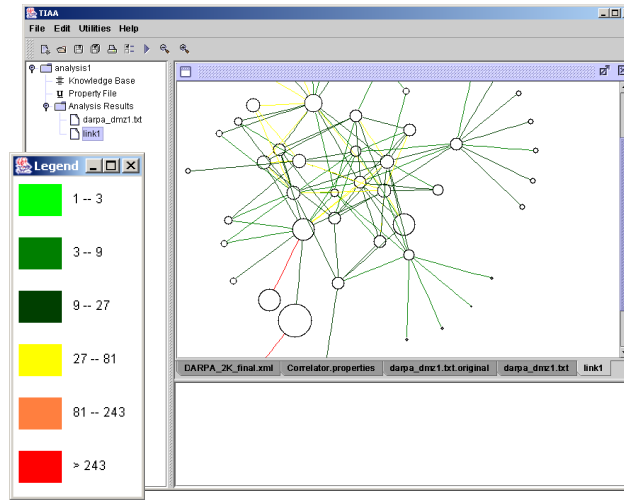 TIAA
File Edit Utilities Help
analysis1
Knowledge Base
Property File
Analysis Results
darpa_dmz1.txt
link1
Legend
1 -- 3
3 -- 9
9 -- 27
27 -- 81
81 -- 243
> 243
DARPA_2K_final.xml Correlator.properties darpa_dmz1.txt.original darpa_dmz1.txt link1